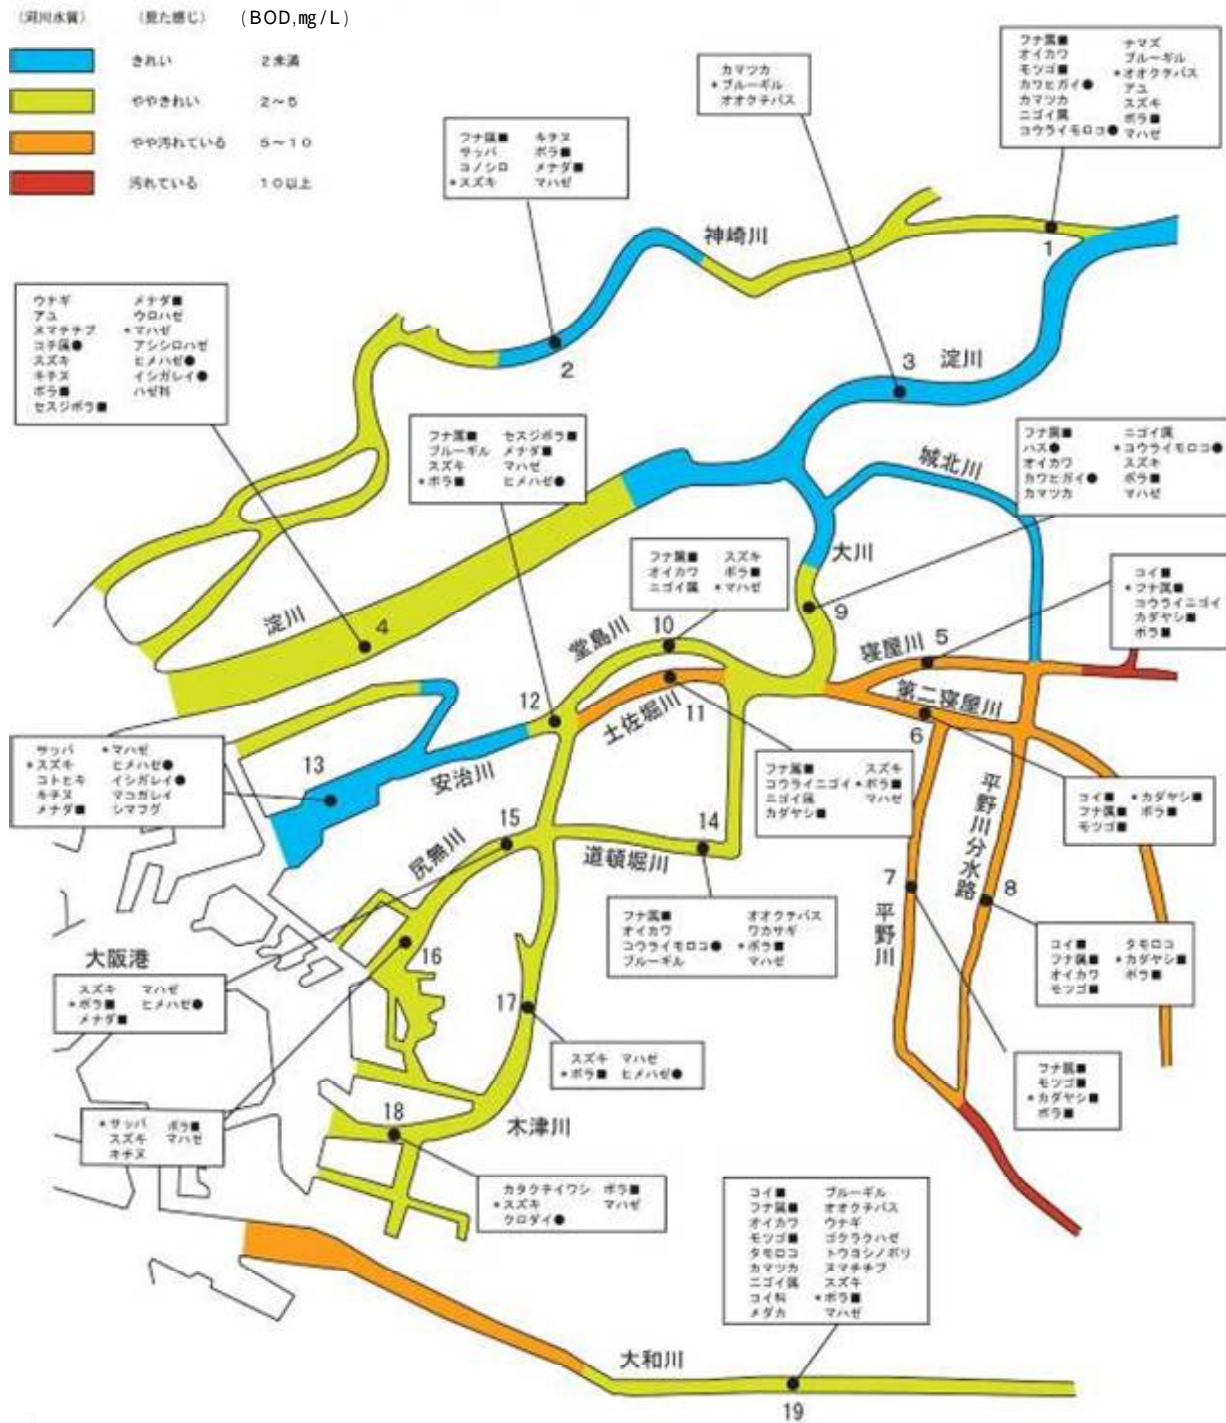 (河川水質) (見た感じ) (BOD,mg/L)
きれい 2未満
ややきれい 2~5
やや汚れている 5~10
汚れている 10以上
フナ属■ ナマズ
オイカワ ブルーギル
モツゴ■ *オオクチバス
カワヒガイ● アユ
カマツカ スズキ
ニゴイ属 ボラ■
コウライモロコ● マハゼ
カマツカ
*ブルーギル
オオクチバス
フナ属■ キチヌ
サッパ ボラ■
コノシロ メナダ■
*スズキ マハゼ
神崎川
1
2
3
淀川
ウナギ メナダ■
アユ ウロハゼ
ヌマチチブ *マハゼ
コチ属● アシシロハゼ
スズキ ヒメハゼ●
キチヌ イシガレイ●
ボラ■ ハゼ科
セスジボラ■
フナ属■ セスジボラ■
ブルーギル メナダ■
スズキ マハゼ
*ボラ■ ヒメハゼ●
フナ属■ ニゴイ属
ハス● *コウライモロコ●
オイカワ スズキ
カワヒガイ● ボラ■
カマツカ マハゼ
城北川
大川
フナ属■ スズキ
オイカワ ボラ■
ニゴイ属 *マハゼ
コイ■
*フナ属■
コウライニゴイ
カダヤシ■
ボラ■
淀川
4
堂島川
10
9
寝屋川
5
第二寝屋川
6
12
土佐堀川
11
サッパ *マハゼ
*スズキ ヒメハゼ●
コトヒキ イシガレイ●
キチヌ マコガレイ
メナダ■ シマフグ
13
安治川
フナ属■ スズキ
コウライニゴイ *ボラ■
ニゴイ属 マハゼ
カダヤシ■
コイ■ *カダヤシ■
フナ属■ ボラ■
モツゴ■
平野川分水路
15
尻無川
14
道頓堀川
7
8
平野川
フナ属■ オオクチバス
オイカワ ワカサギ
コウライモロコ● *ボラ■
ブルーギル マハゼ
コイ■ タモロコ
フナ属■ *カダヤシ■
オイカワ ボラ■
モツゴ■
大阪港
16
スズキ マハゼ
*ボラ■ ヒメハゼ●
メナダ■
17
スズキ マハゼ
*ボラ■ ヒメハゼ●
フナ属■
モツゴ■
*カダヤシ■
ボラ■
*サッパ ボラ■
スズキ マハゼ
キチヌ
18
木津川
カタクチイワシ ボラ■
*スズキ マハゼ
クロダイ●
コイ■ ブルーギル
フナ属■ オオクチバス
オイカワ ウナギ
モツゴ■ ゴクラクハゼ
タモロコ トウヨシノボリ
カマツカ ヌマチチブ
ニゴイ属 スズキ
コイ科 *ボラ■
メダカ マハゼ
大和川
19